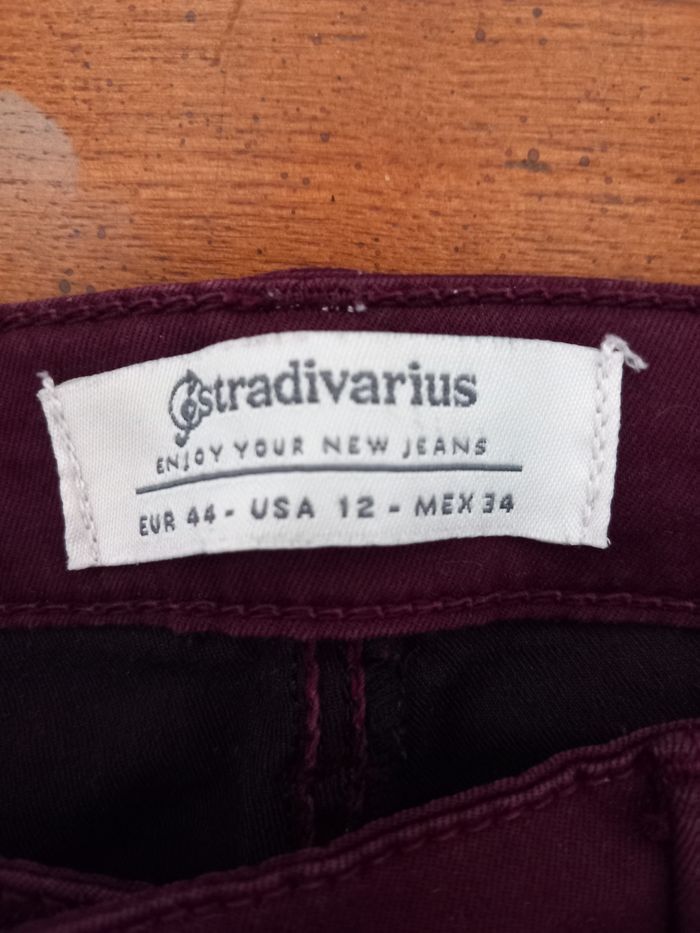 stradivarius
ENJOY YOUR NEW JEANS
EUR 44 - USA 12 - MEX 34